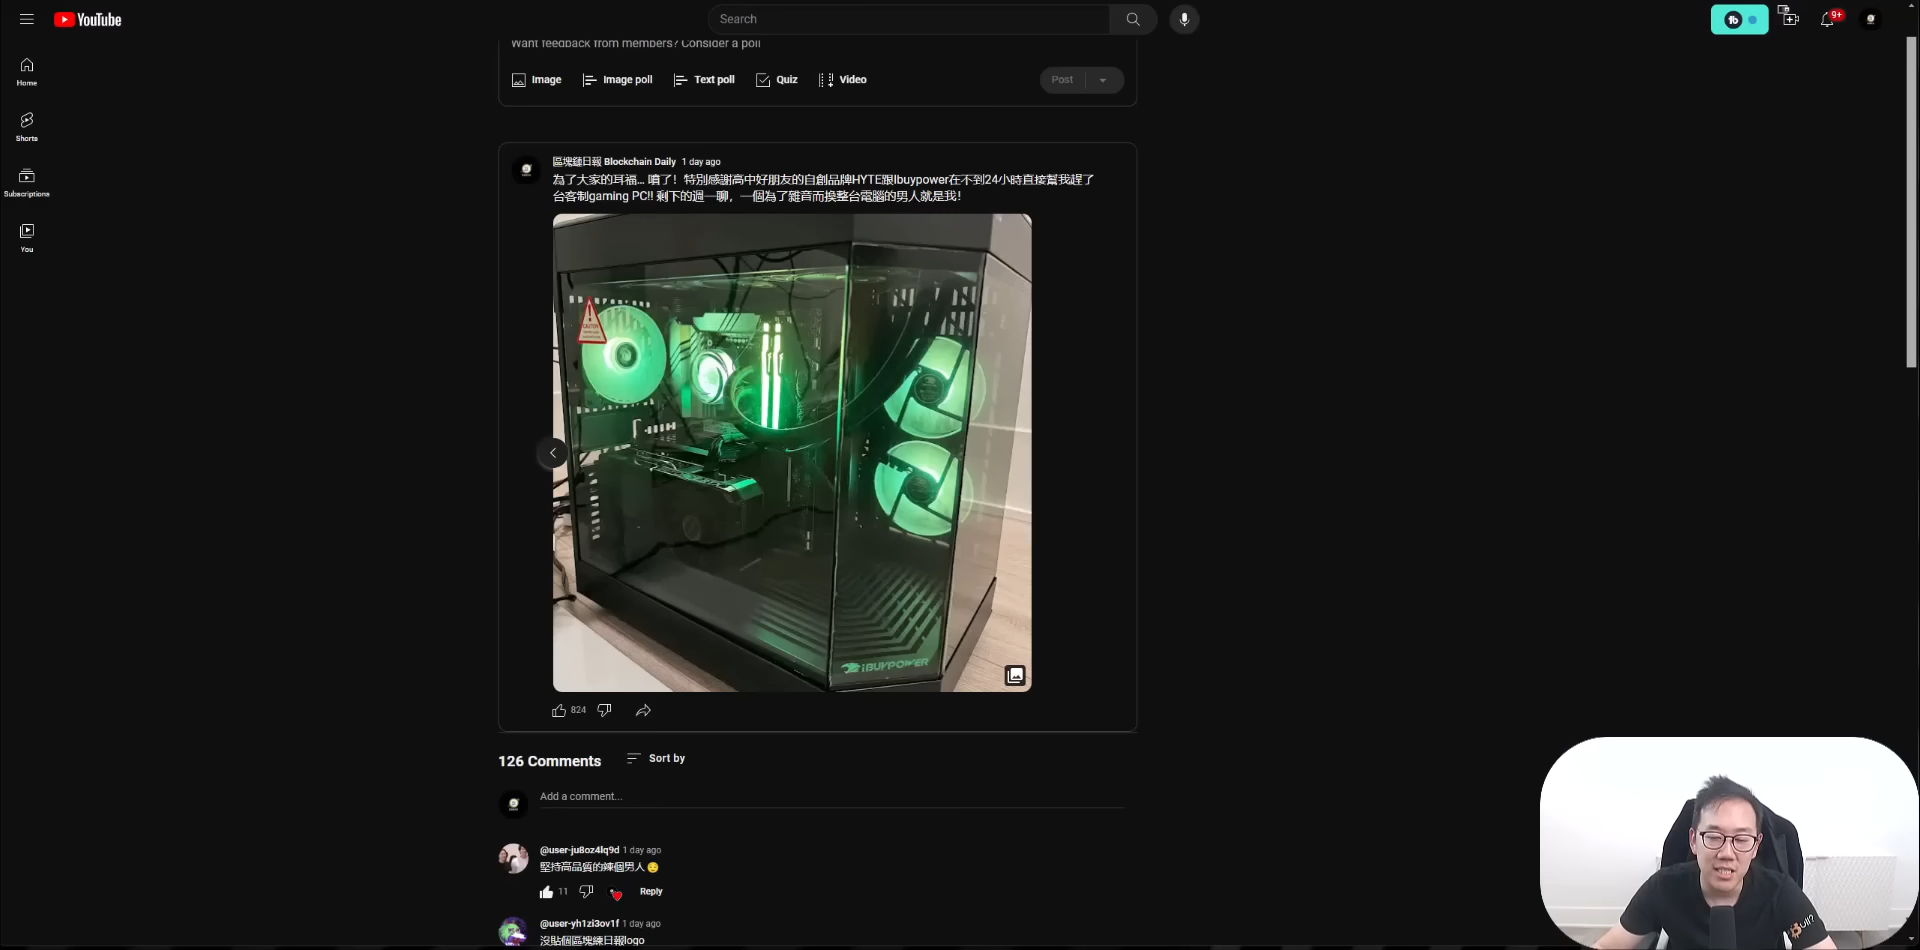 YouTube
Search
9+
Home
Shorts
Subscriptions
You
Want feedback from members? Consider a poll
Image
Image poll
Text poll
Quiz
Video
Post
區塊鏈日報 Blockchain Daily 1 day ago
為了大家的耳福... 噴了！特別感謝高中好朋友的自創品牌HYTE跟Ibuypower在不到24小時直接幫我趕了
台客制gaming PC!! 剩下的週一聊，一個為了雜音而換整台電腦的男人就是我！
CAUTION
iBUYPOWER
824
126 Comments
Sort by
Add a comment...
@user-ju8oz4lq9d 1 day ago
堅持高品質的辣個男人
11
Reply
@user-yh1zi3ov1f 1 day ago
沒貼個區塊練日報logo